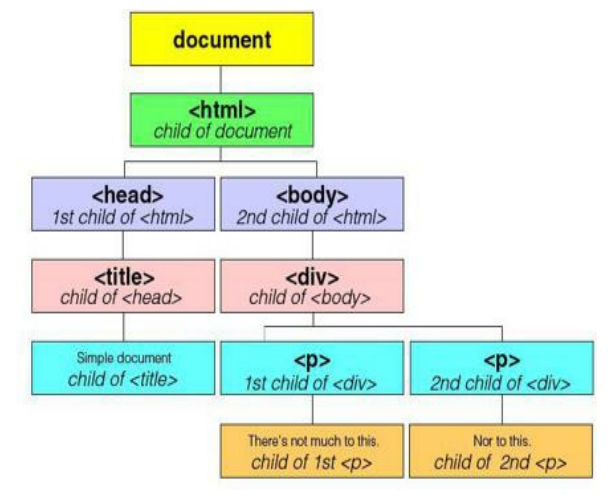 document
<html>
child of document
<head>
1st child of <html>
<body>
2nd child of <html>
<title>
child of <head>
<div>
child of <body>
Simple document
child of <title>
<p>
1st child of <div>
<p>
2nd child of <div>
There's not much to this.
child of 1st <p>
Nor to this.
child of 2nd <p>